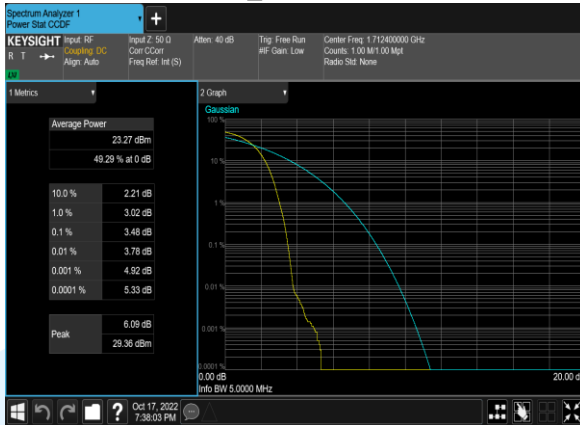 Spectrum Analyzer 1
Power Stat CCDF
+
KEYSIGHT
R T
Input: RF
Coupling: DC
Align: Auto
Input Z: 50 Ω
Corr CCorr
Freq Ref: Int (S)
Atten: 40 dB
Trig: Free Run
#IF Gain: Low
Center Freq: 1.712400000 GHz
Counts: 1.00 M/1.00 Mpt
Radio Std: None
1 Metrics
Average Power
23.27 dBm
49.29 % at 0 dB
10.0 % 2.21 dB
1.0 % 3.02 dB
0.1 % 3.48 dB
0.01 % 3.78 dB
0.001 % 4.92 dB
0.0001 % 5.33 dB
Peak
6.09 dB
29.36 dBm
2 Graph
Gaussian
100 %
10 %
1 %
0.1 %
0.01 %
0.001 %
0.0001 %
0.00 dB
20.00 d
Info BW 5.0000 MHz
?
Oct 17, 2022
7:38:03 PM